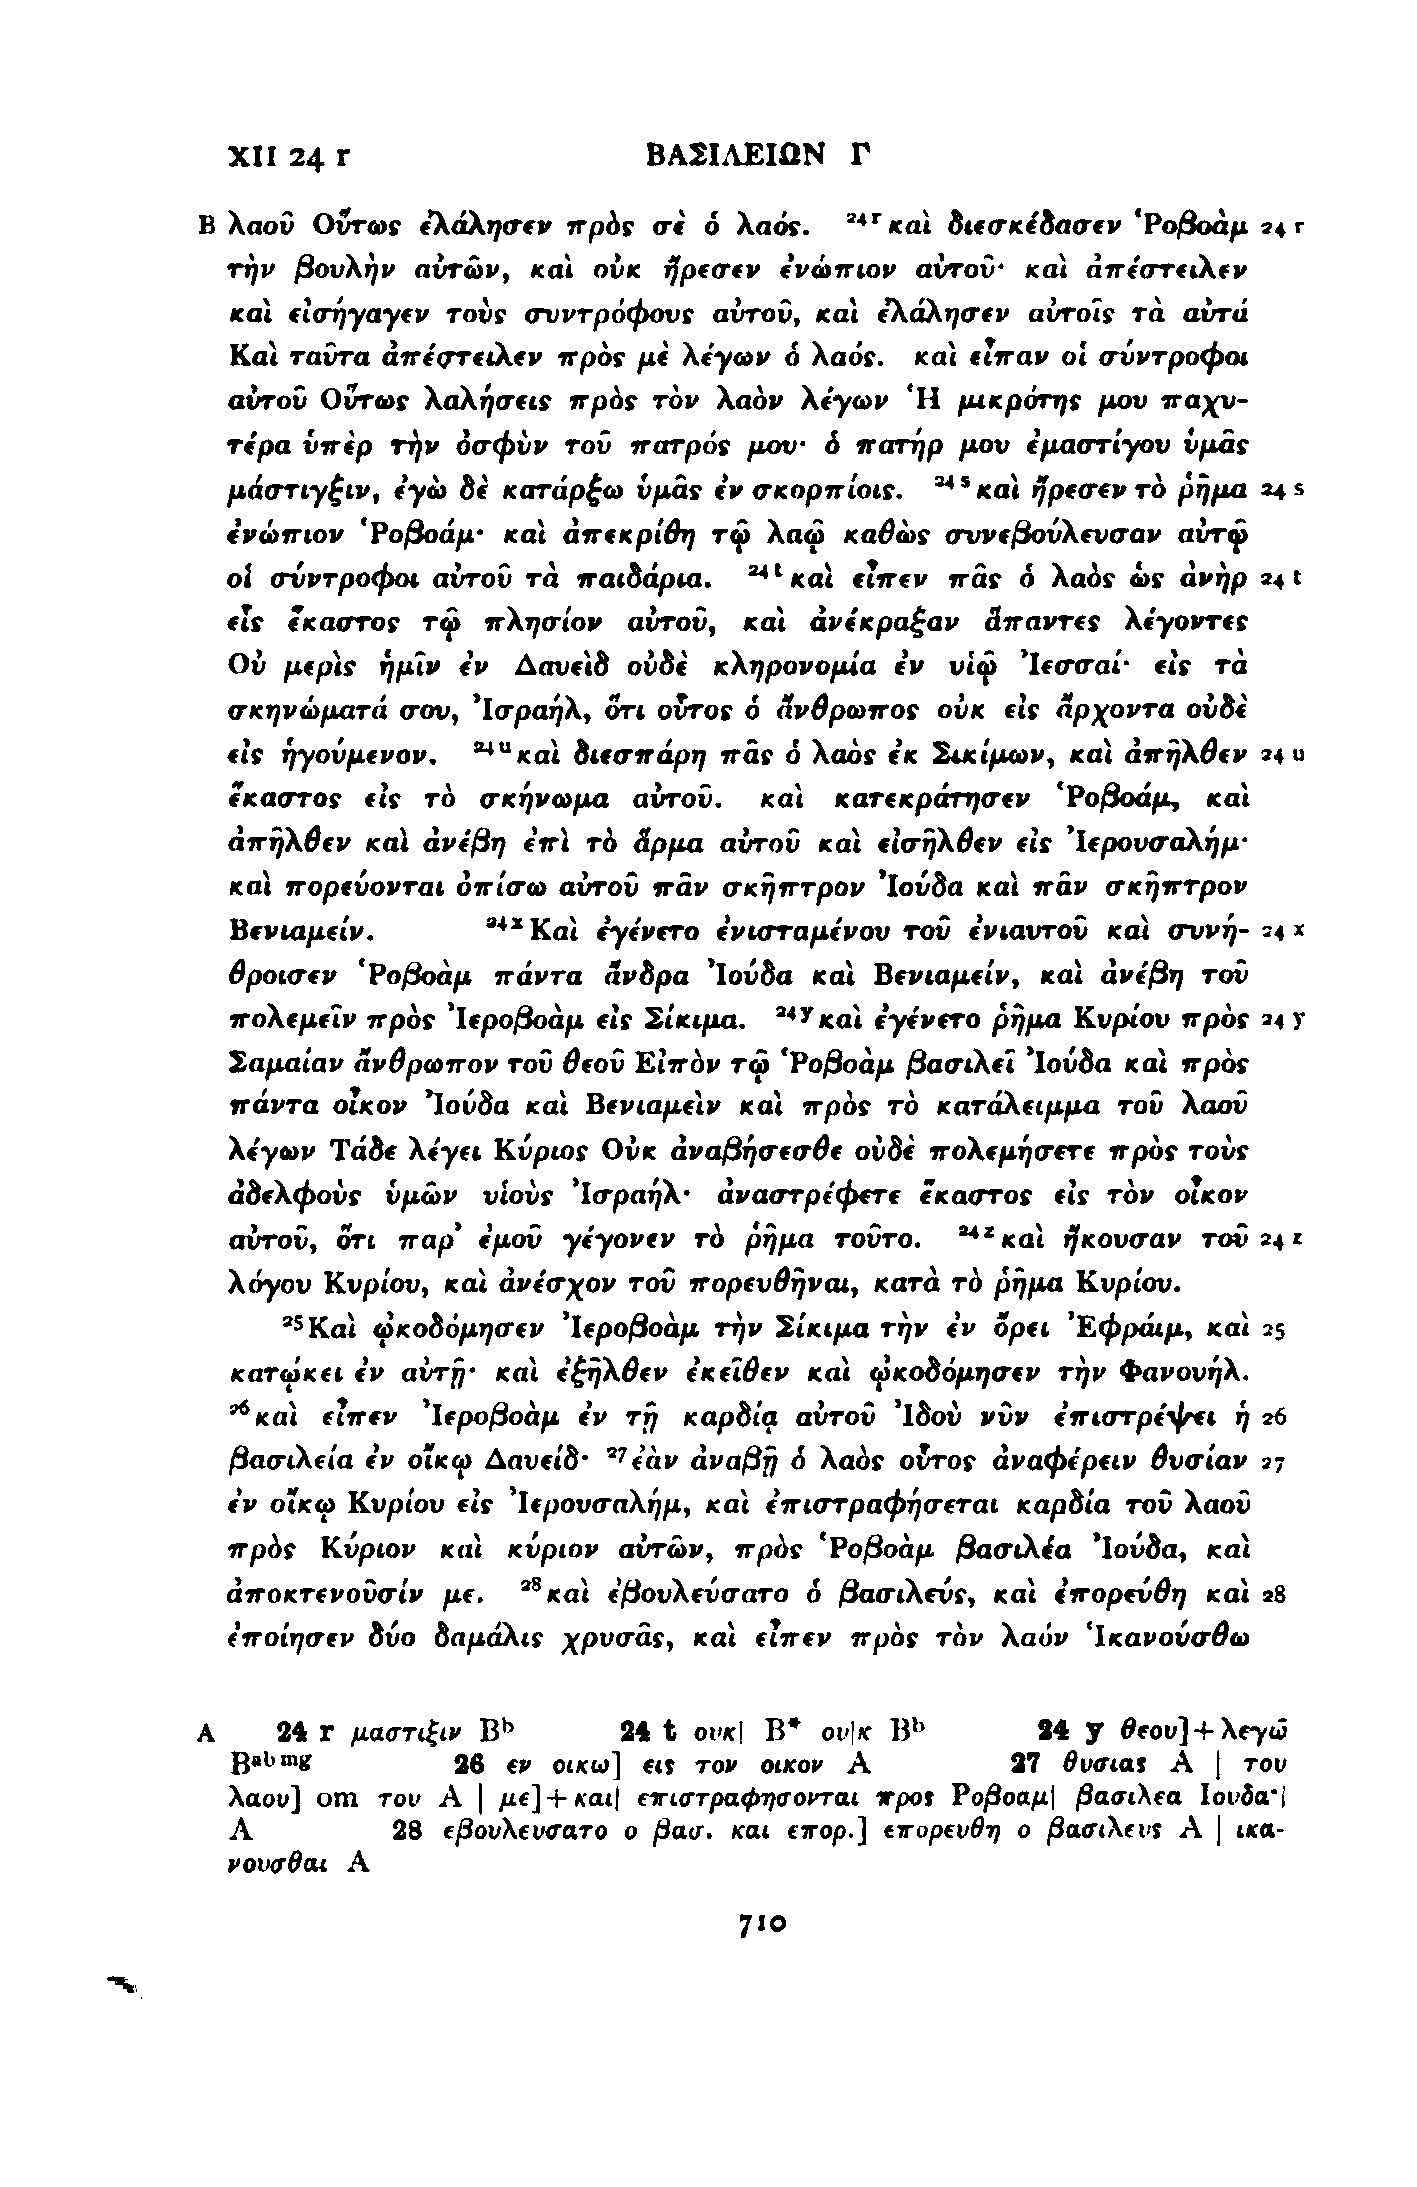 XII 24 r ΒΑΣΙΛΕΙΩΝ Γ
B λαοῦ Οὕτως ἐλάλησεν πρὸς σὲ ὁ λαός. 24 r καὶ διεσκέδασεν Ῥοβοὰμ 24 r
τὴν βουλὴν αὐτῶν, καὶ οὐκ ἤρεσεν ἐνώπιον αὐτοῦ· καὶ ἀπέστειλεν
καὶ εἰσήγαγεν τοὺς συντρόφους αὐτοῦ, καὶ ἐλάλησεν αὐτοῖς τὰ αὐτά
Καὶ ταῦτα ἀπέστειλεν πρὸς μὲ λέγων ὁ λαός. καὶ εἶπαν οἱ σύντροφοι
αὐτοῦ Οὕτως λαλήσεις πρὸς τὸν λαὸν λέγων Ἡ μικρότης μου παχυ-
τέρα ὑπὲρ τὴν ὀσφὺν τοῦ πατρός μου· ὁ πατήρ μου ἐμαστίγου ὑμᾶς
μάστιγξιν, ἐγὼ δὲ κατάρξω ὑμᾶς ἐν σκορπίοις. 24 s καὶ ἤρεσεν τὸ ῥῆμα 24 s
ἐνώπιον Ῥοβοάμ· καὶ ἀπεκρίθη τῷ λαῷ καθὼς συνεβούλευσαν αὐτῷ
οἱ σύντροφοι αὐτοῦ τὰ παιδάρια. 24 t καὶ εἶπεν πᾶς ὁ λαὸς ὡς ἀνὴρ 24 t
εἷς ἕκαστος τῷ πλησίον αὐτοῦ, καὶ ἀνέκραξαν ἅπαντες λέγοντες
Οὐ μερὶς ἡμῖν ἐν Δαυεὶδ οὐδὲ κληρονομία ἐν υἱῷ Ἰεσσαί· εἰς τὰ
σκηνώματά σου, Ἰσραήλ, ὅτι οὗτος ὁ ἄνθρωπος οὐκ εἰς ἄρχοντα οὐδὲ
εἰς ἡγούμενον. 24 u καὶ διεσπάρη πᾶς ὁ λαὸς ἐκ Σικίμων, καὶ ἀπῆλθεν 24 u
ἕκαστος εἰς τὸ σκήνωμα αὐτοῦ. καὶ κατεκράτησεν Ῥοβοάμ, καὶ
ἀπῆλθεν καὶ ἀνέβη ἐπὶ τὸ ἅρμα αὐτοῦ καὶ εἰσῆλθεν εἰς Ἰερουσαλήμ·
καὶ πορεύονται ὀπίσω αὐτοῦ πᾶν σκῆπτρον Ἰούδα καὶ πᾶν σκῆπτρον
Βενιαμείν. 24 x Καὶ ἐγένετο ἐνισταμένου τοῦ ἐνιαυτοῦ καὶ συνή- 24 x
θροισεν Ῥοβοὰμ πάντα ἄνδρα Ἰούδα καὶ Βενιαμείν, καὶ ἀνέβη τοῦ
πολεμεῖν πρὸς Ἰεροβοὰμ εἰς Σίκιμα. 24 y καὶ ἐγένετο ῥῆμα Κυρίου πρὸς 24 y
Σαμαίαν ἄνθρωπον τοῦ θεοῦ Εἰπὸν τῷ Ῥοβοὰμ βασιλεῖ Ἰούδα καὶ πρὸς
πάντα οἶκον Ἰούδα καὶ Βενιαμεὶν καὶ πρὸς τὸ κατάλειμμα τοῦ λαοῦ
λέγων Τάδε λέγει Κύριος Οὐκ ἀναβήσεσθε οὐδὲ πολεμήσετε πρὸς τοὺς
ἀδελφοὺς ὑμῶν υἱοὺς Ἰσραήλ· ἀναστρέφετε ἕκαστος εἰς τὸν οἶκον
αὐτοῦ, ὅτι παρ’ ἐμοῦ γέγονεν τὸ ῥῆμα τοῦτο. 24 z καὶ ἤκουσαν τοῦ 24 z
λόγου Κυρίου, καὶ ἀνέσχον τοῦ πορευθῆναι, κατὰ τὸ ῥῆμα Κυρίου.
25 Καὶ ᾠκοδόμησεν Ἰεροβοὰμ τὴν Σίκιμα τὴν ἐν ὄρει Ἐφράιμ, καὶ 25
κατῴκει ἐν αὐτῇ· καὶ ἐξῆλθεν ἐκεῖθεν καὶ ᾠκοδόμησεν τὴν Φανουήλ.
26 καὶ εἶπεν Ἰεροβοὰμ ἐν τῇ καρδίᾳ αὐτοῦ Ἰδοὺ νῦν ἐπιστρέψει ἡ 26
βασιλεία ἐν οἴκῳ Δαυείδ· 27 ἐὰν ἀναβῇ ὁ λαὸς οὗτος ἀναφέρειν θυσίαν 27
ἐν οἴκῳ Κυρίου εἰς Ἰερουσαλήμ, καὶ ἐπιστραφήσεται καρδία τοῦ λαοῦ
πρὸς Κύριον καὶ κύριον αὐτῶν, πρὸς Ῥοβοὰμ βασιλέα Ἰούδα, καὶ
ἀποκτενοῦσίν με. 28 καὶ ἐβουλεύσατο ὁ βασιλεύς, καὶ ἐπορεύθη καὶ 28
ἐποίησεν δύο δαμάλις χρυσᾶς, καὶ εἶπεν πρὸς τὸν λαόν Ἱκανούσθω
A 24 r μαστιξιν Bᵇ 24 t ουκ| B* ου|κ Bᵇ 24 y θεου]+λεγω̄
Bᵃᵇᵐᵍ 26 εν οικω] εις τον οικον A 27 θυσιας A | του
λαου] om του A | με]+και| επιστραφησονται προς Ροβοαμ| βασιλεα Ιουδα·|
A 28 εβουλευσατο ο βασ. και επορ.] επορευθη ο βασιλευς A | ικα-
νουσθαι A
710